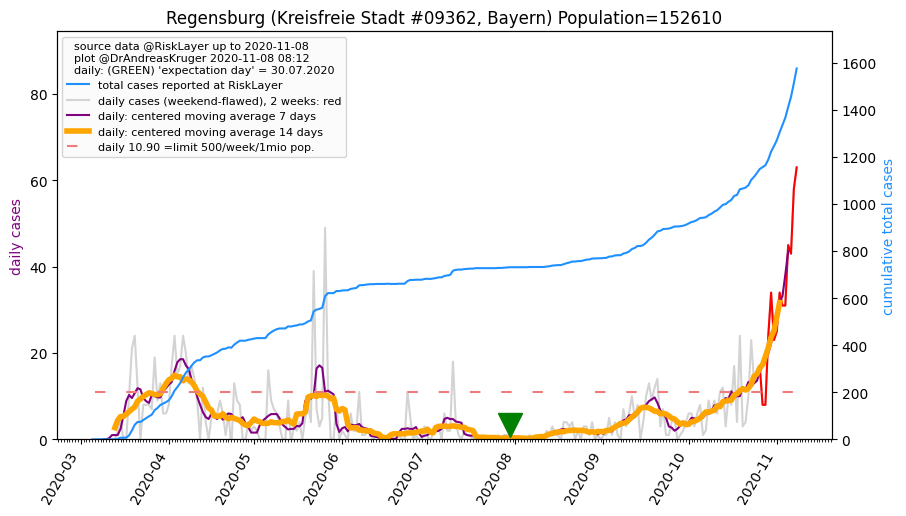 Regensburg (Kreisfreie Stadt #09362, Bayern) Population=152610
source data @RiskLayer up to 2020-11-08
plot @DrAndreasKruger 2020-11-08 08:12
daily: (GREEN) 'expectation day' = 30.07.2020
total cases reported at RiskLayer
daily cases (weekend-flawed), 2 weeks: red
daily: centered moving average 7 days
daily: centered moving average 14 days
daily 10.90 =limit 500/week/1mio pop.
daily cases
80
60
40
20
0
cumulative total cases
1600
1400
1200
1000
800
600
400
200
0
2020-03
2020-04
2020-05
2020-06
2020-07
2020-08
2020-09
2020-10
2020-11